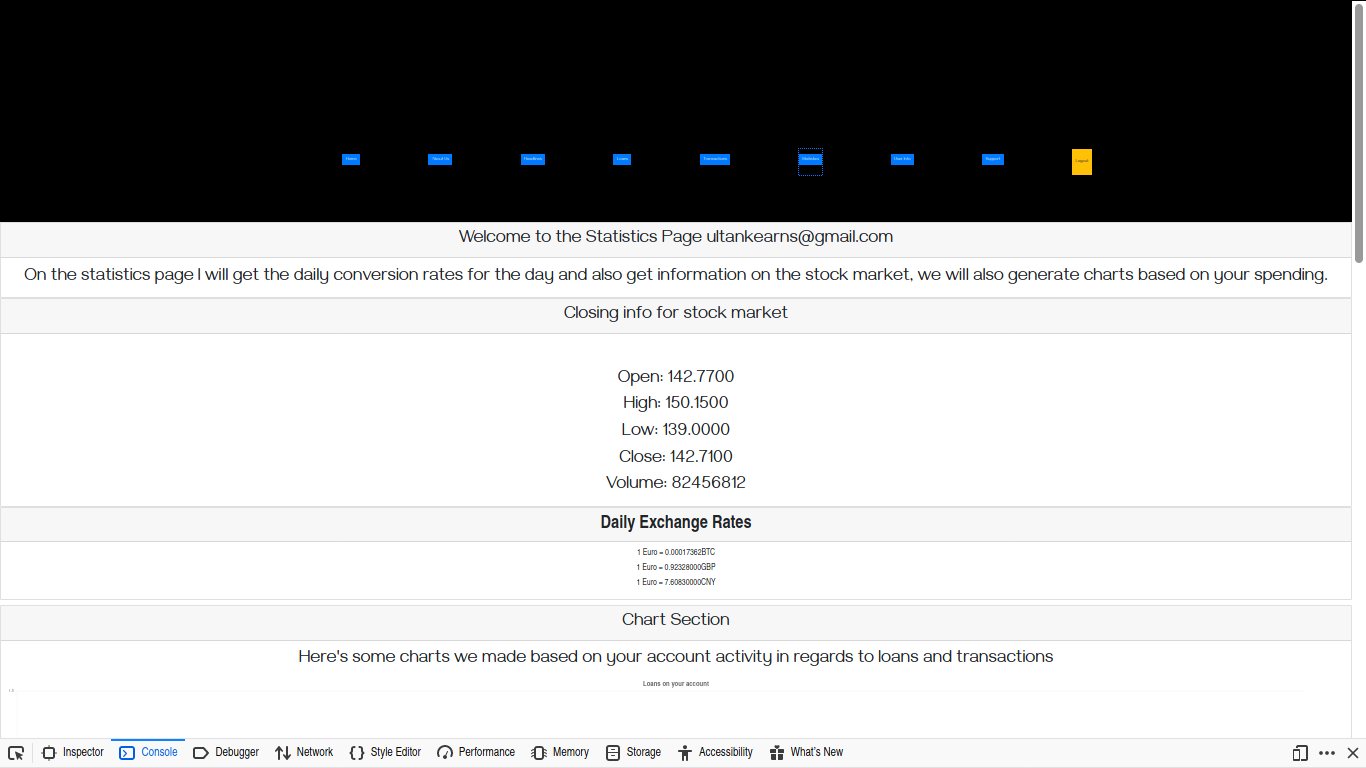 Home
About Us
Loans
Transactions
Statistics
User Info
Support
Logout
Welcome to the Statistics Page ultankearns@gmail.com
On the statistics page I will get the daily conversion rates for the day and also get information on the stock market, we will also generate charts based on your spending.
Closing info for stock market
Open: 142.7700
High: 150.1500
Low: 139.0000
Close: 142.7100
Volume: 82456812
Daily Exchange Rates
1 Euro = 0.00017362BTC
1 Euro = 0.92328000GBP
1 Euro = 7.60830000CNY
Chart Section
Here's some charts we made based on your account activity in regards to loans and transactions
Loans on your account
Inspector Console Debugger Network Style Editor Performance Memory Storage Accessibility What's New